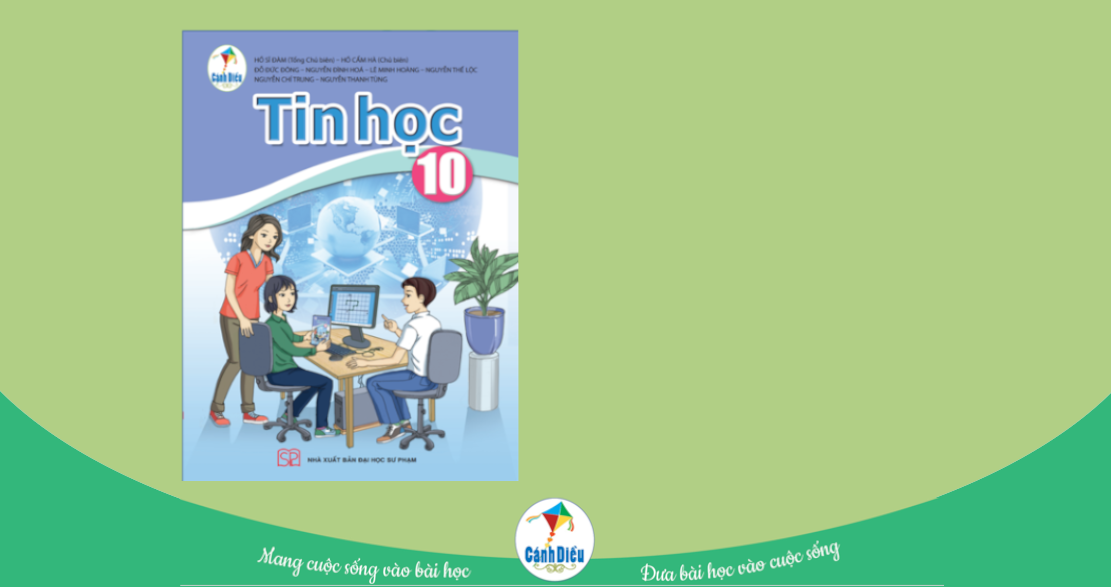 Cánh Diều
HỒ SĨ ĐÀM (Tổng Chủ biên) – HỒ CẨM HÀ (Chủ biên)
ĐỖ ĐỨC ĐÔNG – NGUYỄN ĐÌNH HOÁ – LÊ MINH HOÀNG – NGUYỄN THẾ LỘC
NGUYỄN CHÍ TRUNG – NGUYỄN THANH TÙNG
Tin học
10
NHÀ XUẤT BẢN ĐẠI HỌC SƯ PHẠM
Cánh Diều
Mang cuộc sống vào bài học
Đưa bài học vào cuộc sống